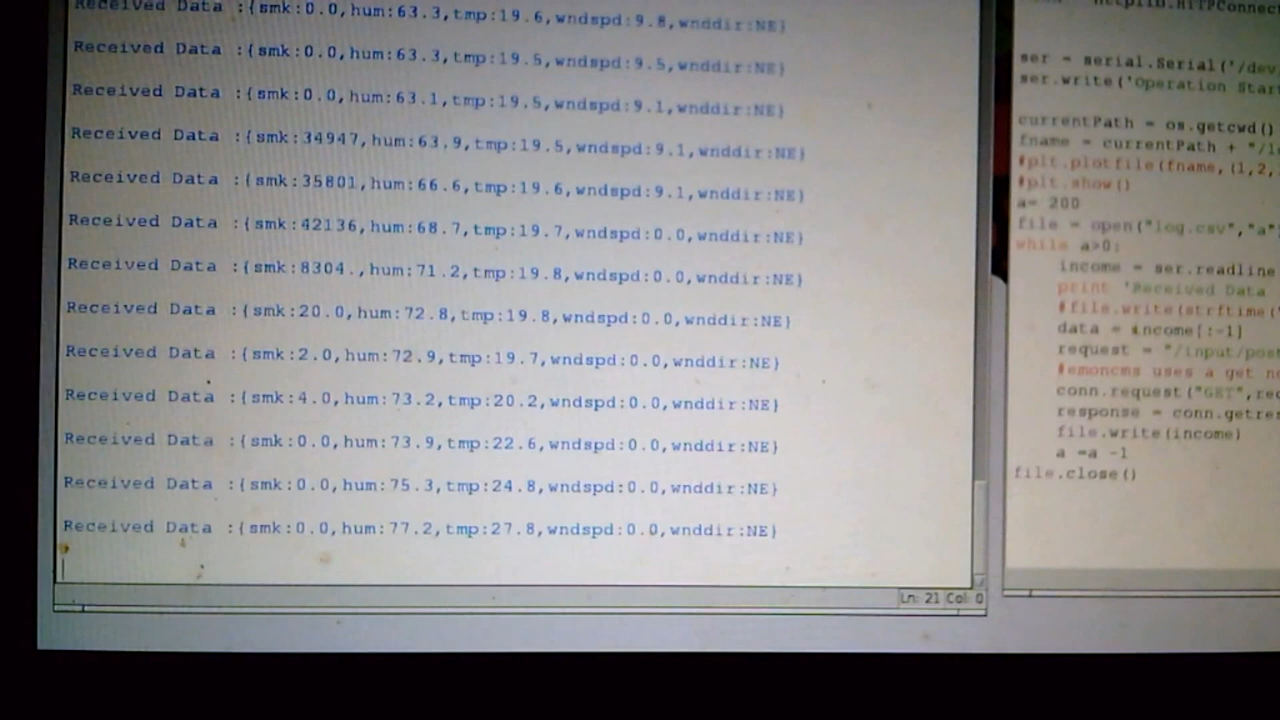 Received Data :{smk:0.0,hum:63.3,tmp:19.6,wndspd:9.8,wnddir:NE}
Received Data :{smk:0.0,hum:63.3,tmp:19.5,wndspd:9.5,wnddir:NE}
Received Data :{smk:0.0,hum:63.1,tmp:19.5,wndspd:9.1,wnddir:NE}
Received Data :{smk:34947,hum:63.9,tmp:19.5,wndspd:9.1,wnddir:NE}
Received Data :{smk:35801,hum:66.6,tmp:19.6,wndspd:9.1,wnddir:NE}
Received Data :{smk:42136,hum:68.7,tmp:19.7,wndspd:0.0,wnddir:NE}
Received Data :{smk:8304.,hum:71.2,tmp:19.8,wndspd:0.0,wnddir:NE}
Received Data :{smk:20.0,hum:72.8,tmp:19.8,wndspd:0.0,wnddir:NE}
Received Data :{smk:2.0,hum:72.9,tmp:19.7,wndspd:0.0,wnddir:NE}
Received Data :{smk:4.0,hum:73.2,tmp:20.2,wndspd:0.0,wnddir:NE}
Received Data :{smk:0.0,hum:73.9,tmp:22.6,wndspd:0.0,wnddir:NE}
Received Data :{smk:0.0,hum:75.3,tmp:24.8,wndspd:0.0,wnddir:NE}
Received Data :{smk:0.0,hum:77.2,tmp:27.8,wndspd:0.0,wnddir:NE}
Ln: 21 Col: 0
httplib.HTTPConnect
ser = serial.Serial('/dev
ser.write('Operation Start
currentPath = os.getcwd()
fname = currentPath + "/l
#plt.plotfile(fname,(1,2,
#plt.show()
a= 200
file = open("log.csv","a"
while a>0:
income = ser.readline
print 'Received Data
#file.write(strftime("
data = income[:-1]
request = "/input/post
#emoncms uses a get
conn.request("GET",req
response = conn.getres
file.write(income)
a =a -1
file.close()